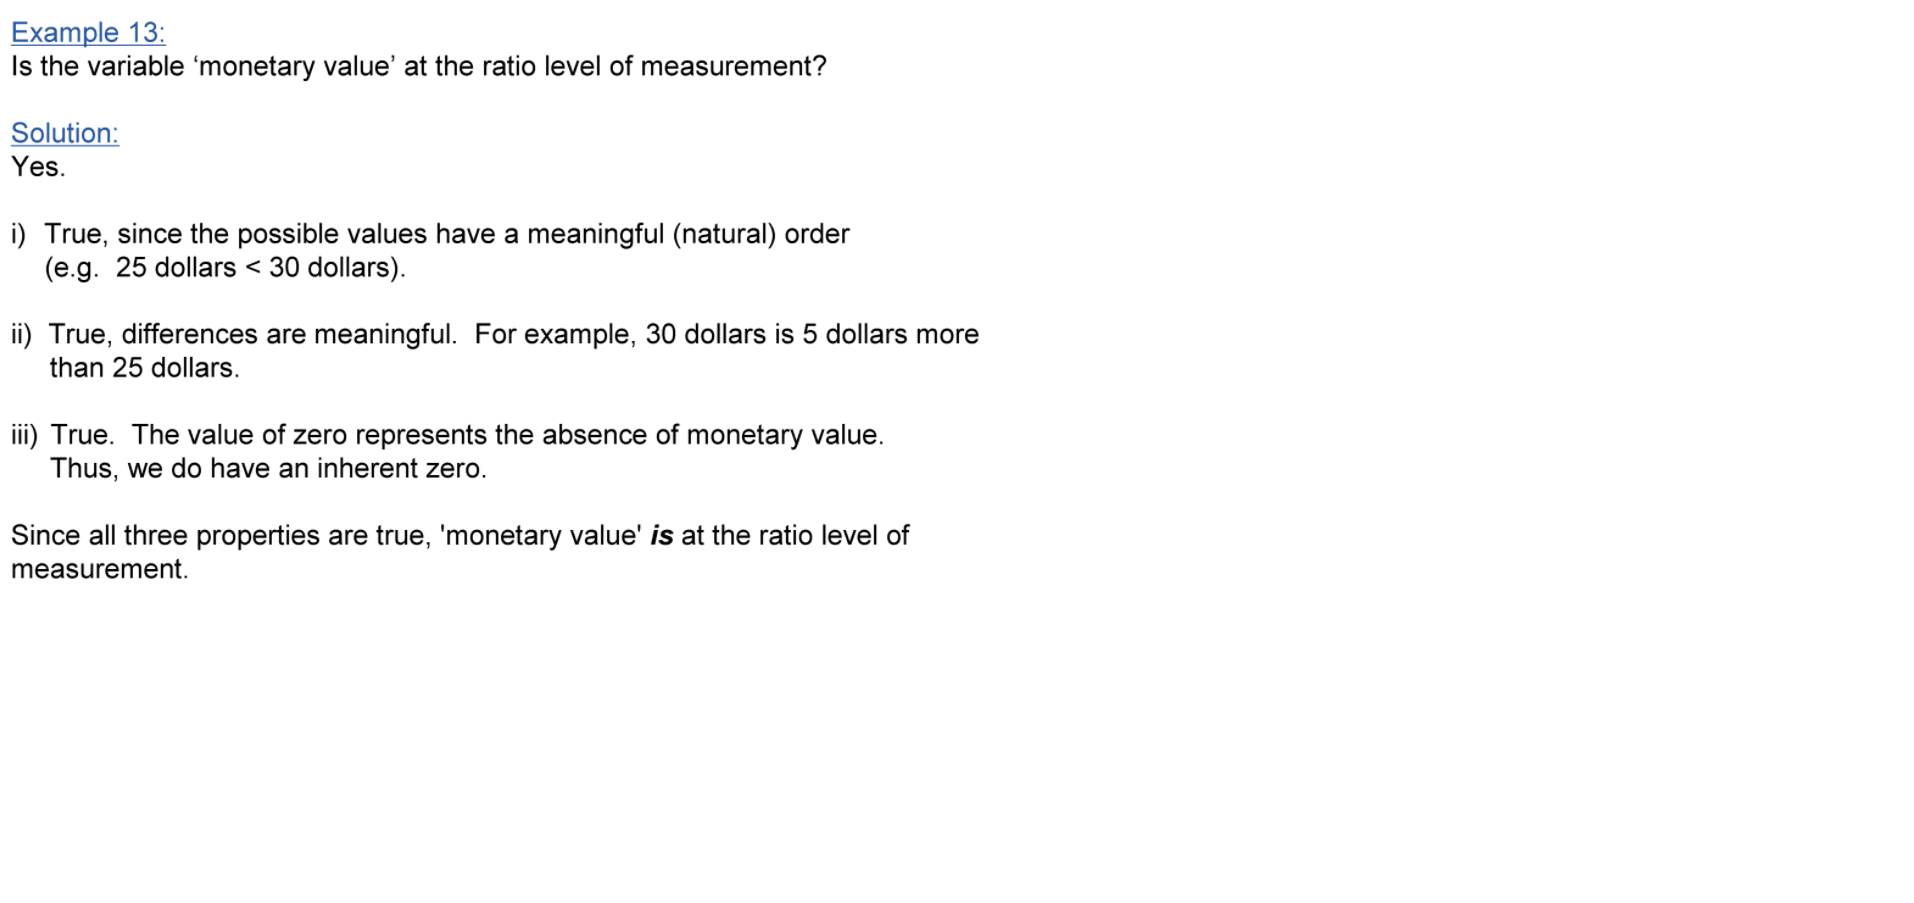 Example 13:
Is the variable ‘monetary value’ at the ratio level of measurement?
Solution:
Yes.
i) True, since the possible values have a meaningful (natural) order
(e.g. 25 dollars < 30 dollars).
ii) True, differences are meaningful. For example, 30 dollars is 5 dollars more
than 25 dollars.
iii) True. The value of zero represents the absence of monetary value.
Thus, we do have an inherent zero.
Since all three properties are true, 'monetary value' is at the ratio level of
measurement.